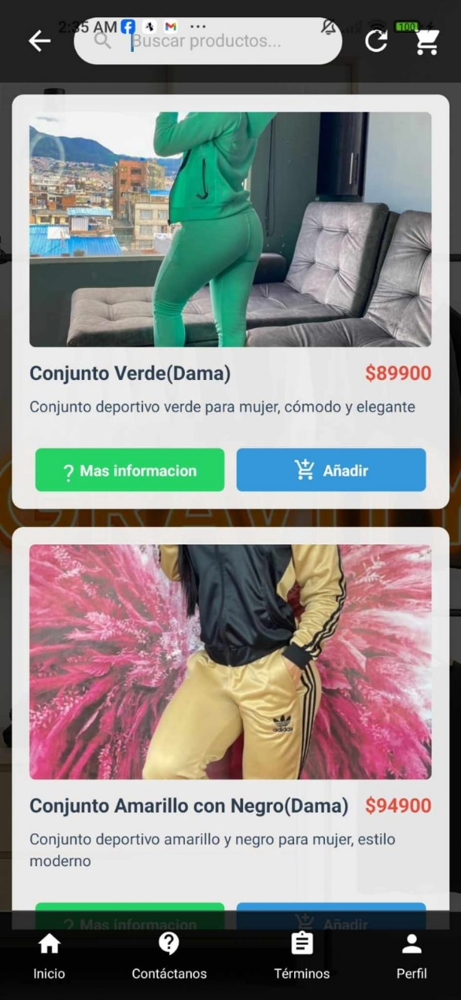 2:35 AM
100
Buscar productos...
Conjunto Verde(Dama)
$89900
Conjunto deportivo verde para mujer, cómodo y elegante
? Mas informacion
Añadir
GRAVITY
adidas
Conjunto Amarillo con Negro(Dama)
$94900
Conjunto deportivo amarillo y negro para mujer, estilo
moderno
? Mas informacion
Añadir
Inicio
Contáctanos
Términos
Perfil